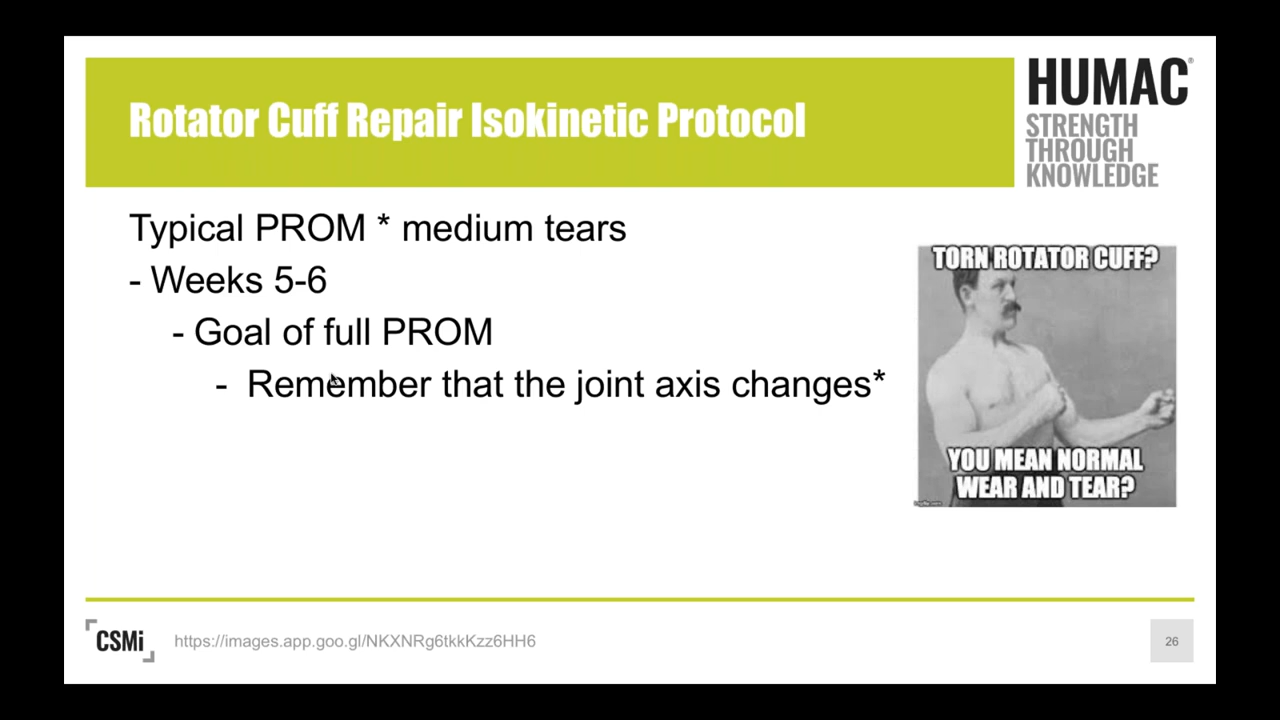 Rotator Cuff Repair Isokinetic Protocol
HUMAC®
STRENGTH
THROUGH
KNOWLEDGE
Typical PROM * medium tears
- Weeks 5-6
- Goal of full PROM
- Remember that the joint axis changes*
TORN ROTATOR CUFF?
YOU MEAN NORMAL
WEAR AND TEAR?
CSMi
https://images.app.goo.gl/NKXNRg6tkkKzz6HH6
26